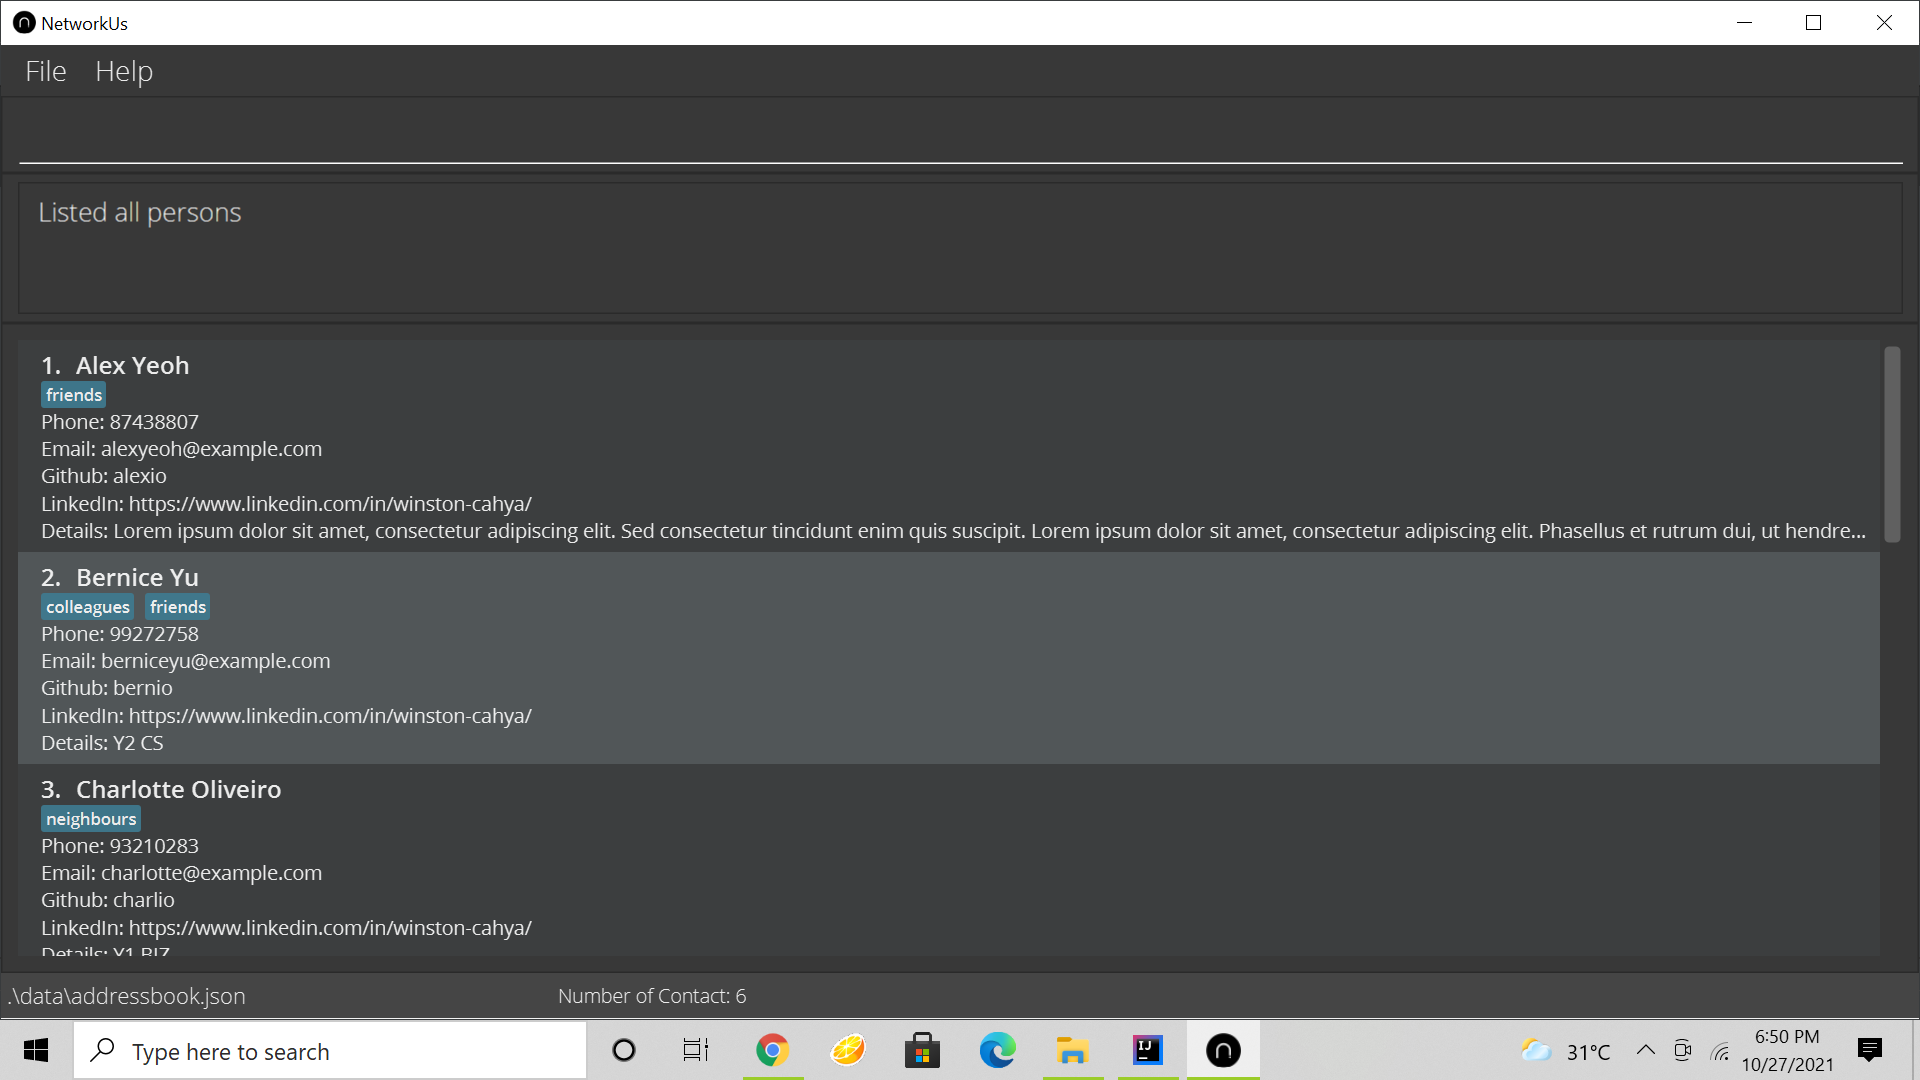 NetworkUs
File Help
Listed all persons
1. Alex Yeoh
friends
Phone: 87438807
Email: alexyeoh@example.com
Github: alexio
LinkedIn: https://www.linkedin.com/in/winston-cahya/
Details: Lorem ipsum dolor sit amet, consectetur adipiscing elit. Sed consectetur tincidunt enim quis suscipit. Lorem ipsum dolor sit amet, consectetur adipiscing elit. Phasellus et rutrum dui, ut hendre...
2. Bernice Yu
colleagues friends
Phone: 99272758
Email: berniceyu@example.com
Github: bernio
LinkedIn: https://www.linkedin.com/in/winston-cahya/
Details: Y2 CS
3. Charlotte Oliveiro
neighbours
Phone: 93210283
Email: charlotte@example.com
Github: charlio
LinkedIn: https://www.linkedin.com/in/winston-cahya/
Details: Y1 BIZ
.\data\addressbook.json Number of Contact: 6
Type here to search IJ 31°C 6:50 PM
10/27/2021